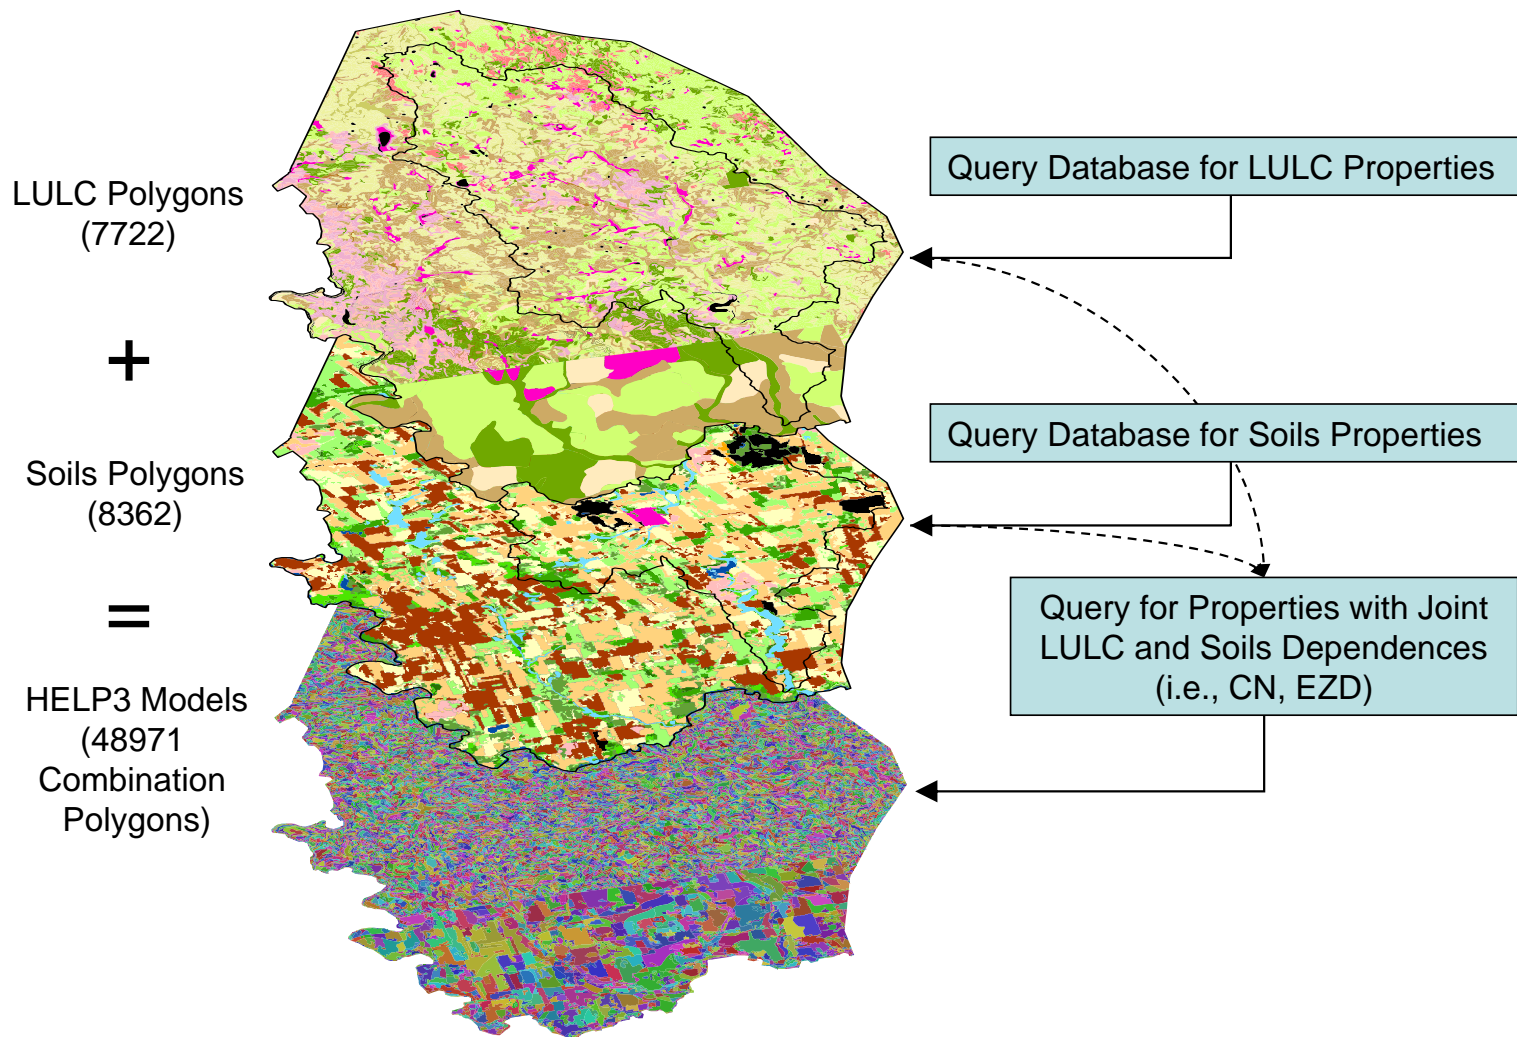 LULC Polygons
(7722)
+
Soils Polygons
(8362)
=
HELP3 Models
(48971
Combination
Polygons)
Query Database for LULC Properties
Query Database for Soils Properties
Query for Properties with Joint
LULC and Soils Dependences
(i.e., CN, EZD)